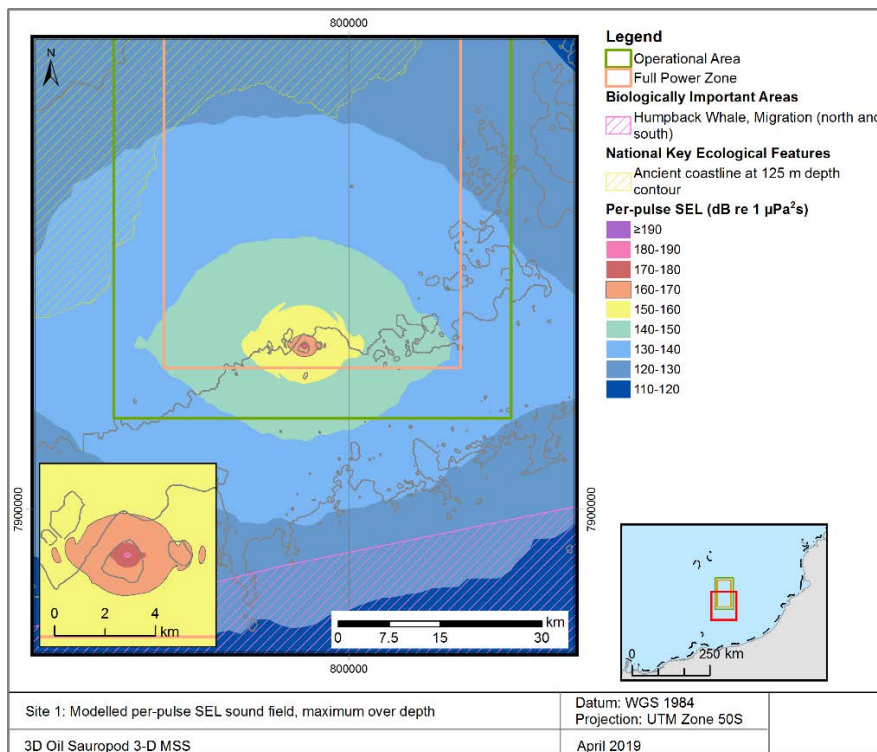 800000
N
7900000
7900000
0 2 4
km
km
0 7.5 15 30
800000
Legend
Operational Area
Full Power Zone
Biologically Important Areas
Humpback Whale, Migration (north and
south)
National Key Ecological Features
Ancient coastline at 125 m depth
contour
Per-pulse SEL (dB re 1 µPa²s)
≥190
180-190
170-180
160-170
150-160
140-150
130-140
120-130
110-120
0 250 km
Site 1: Modelled per-pulse SEL sound field, maximum over depth
Datum: WGS 1984
Projection: UTM Zone 50S
3D Oil Sauropod 3-D MSS
April 2019